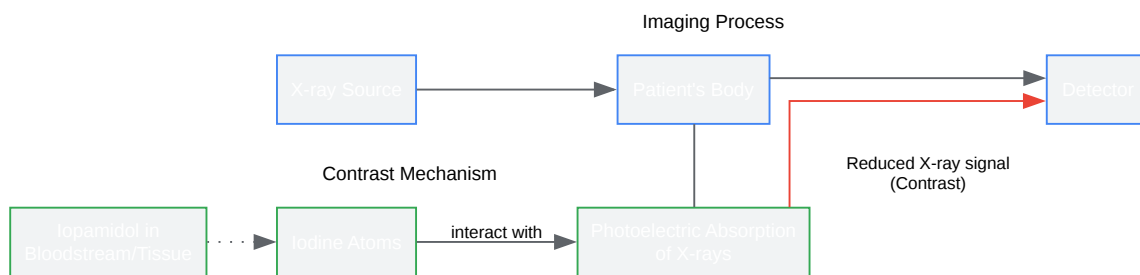 Imaging Process
X-ray Source
Patient's Body
Detector
Reduced X-ray signal
(Contrast)
Contrast Mechanism
Iopamidol in
Bloodstream/Tissue
Iodine Atoms
interact with
Photoelectric Absorption
of X-rays